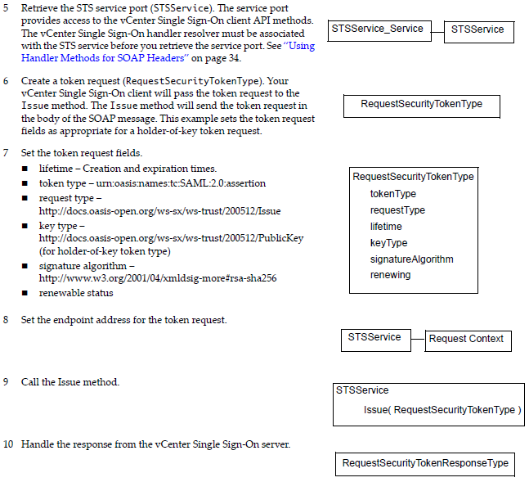 5 Retrieve the STS service port (STSService). The service port
provides access to the vCenter Single Sign-On client API methods.
The vCenter Single Sign-On handler resolver must be associated
with the STS service before you retrieve the service port. See “Using
Handler Methods for SOAP Headers” on page 34.
STSService_Service
STSService
6 Create a token request (RequestSecurityTokenType). Your
vCenter Single Sign-On client will pass the token request to the
Issue method. The Issue method will send the token request in
the body of the SOAP message. This example sets the token request
fields as appropriate for a holder-of-key token request.
RequestSecurityTokenType
7 Set the token request fields.
■ lifetime – Creation and expiration times.
■ token type – urn:oasis:names:tc:SAML:2.0:assertion
■ request type –
http://docs.oasis-open.org/ws-sx/ws-trust/200512/Issue
■ key type –
http://docs.oasis-open.org/ws-sx/ws-trust/200512/PublicKey
(for holder-of-key token type)
■ signature algorithm –
http://www.w3.org/2001/04/xmldsig-more#rsa-sha256
■ renewable status
RequestSecurityTokenType
tokenType
requestType
lifetime
keyType
signatureAlgorithm
renewing
8 Set the endpoint address for the token request.
STSService
Request Context
9 Call the Issue method.
STSService
Issue( RequestSecurityTokenType )
10 Handle the response from the vCenter Single Sign-On server.
RequestSecurityTokenResponseType